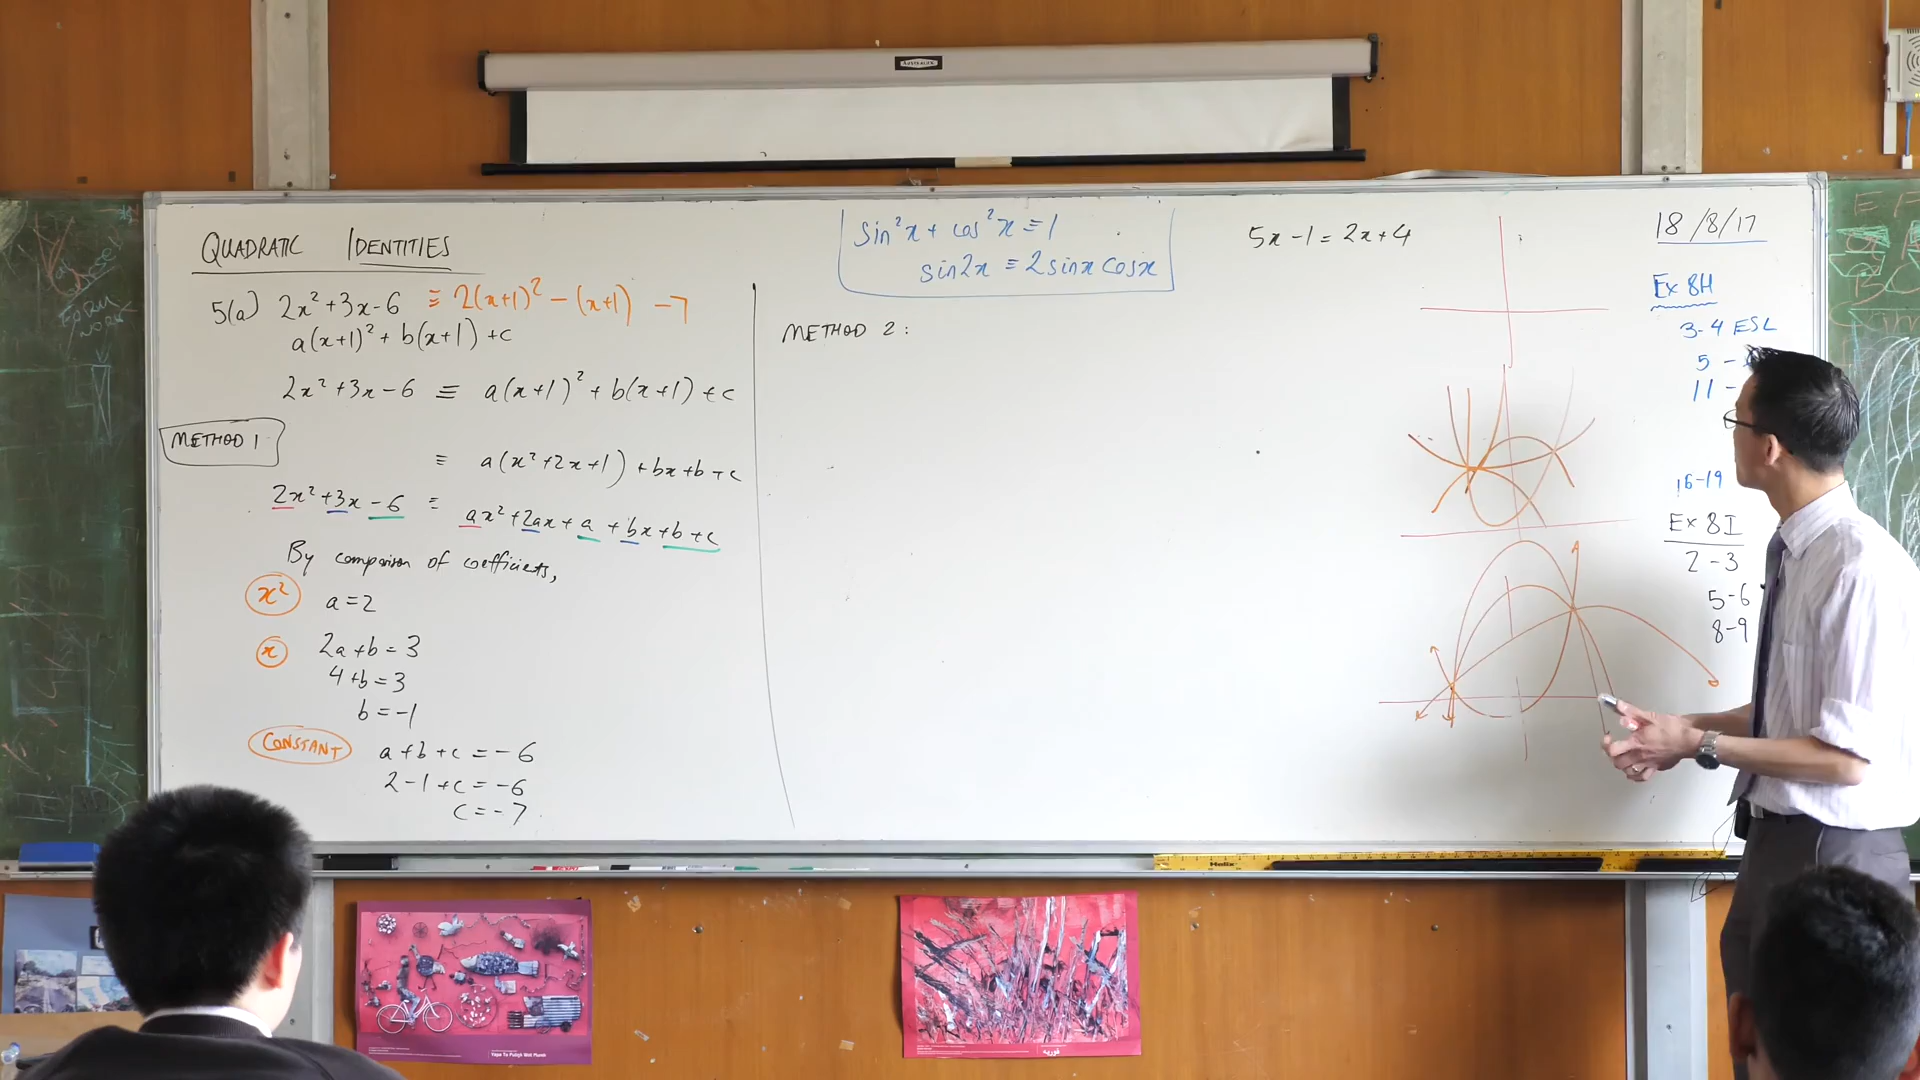 AUSTRALIEN
QUADRATIC IDENTITIES
5(a) 2x²+3x-6 ≡ 2(x+1)² - (x+1) -7
a(x+1)² + b(x+1) + c
2x²+3x-6 ≡ a(x+1)² + b(x+1) + c
METHOD 1
≡ a(x²+2x+1) + bx+b+c
2x²+3x-6 ≡ ax²+2ax+a+bx+b+c
By comparison of coefficients,
x² a=2
x 2a+b=3
4+b=3
b=-1
CONSTANT a+b+c=-6
2-1+c=-6
c=-7
sin²x + cos²x ≡ 1
sin2x ≡ 2sinx cosx
METHOD 2:
5x-1=2x+4
18/8/17
Ex 8H
3-4 ESL
5 -
11 -
16-19
Ex 8I
2-3
5-6
8-9
Helix